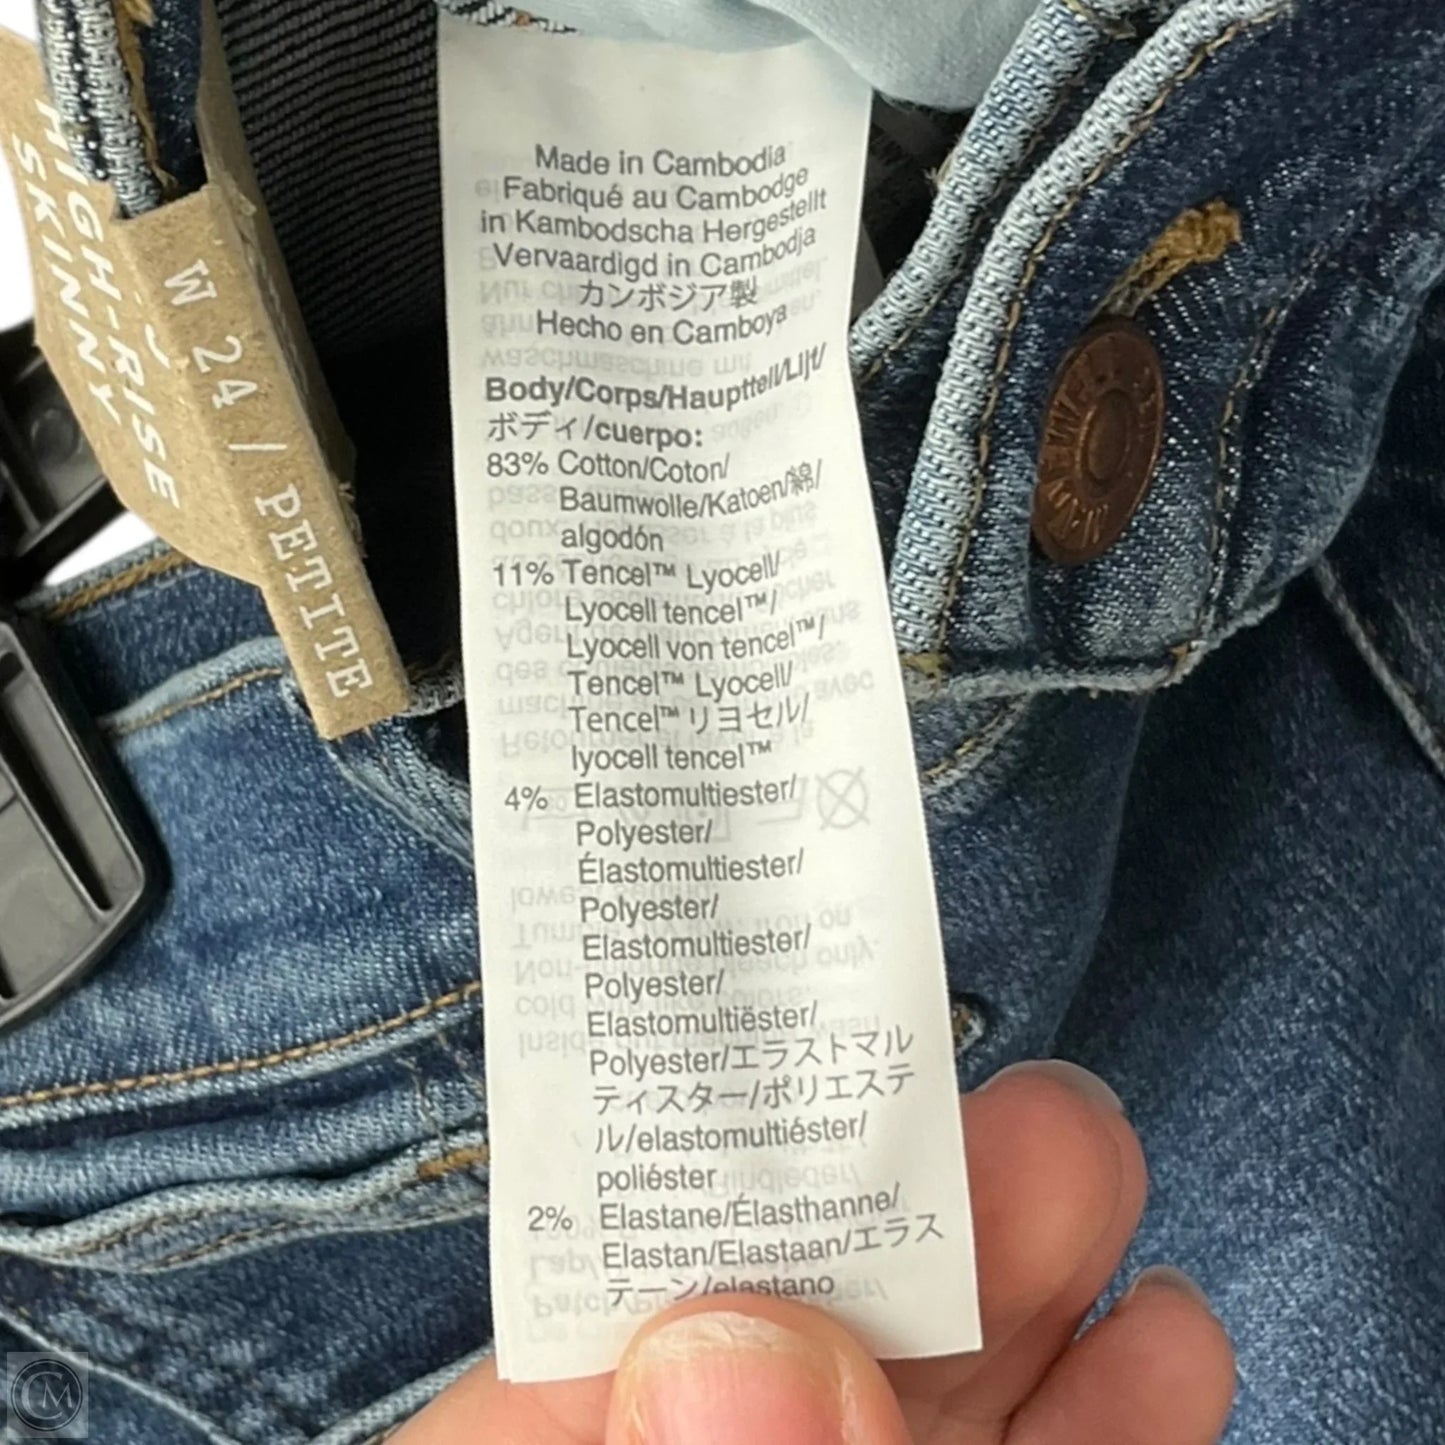 HIGH-RISE
SKINNY
W 24 / PETITE
Made in Cambodia
Fabriqué au Cambodge
in Kambodscha Hergestellt
Vervaardigd in Cambodja
カンボジア製
Hecho en Camboya
Body/Corps/Haupttell/Lijf/
ボディ/cuerpo:
83% Cotton/Coton/
Baumwolle/Katoen/綿/
algodón
11% Tencel™ Lyocell/
Lyocell tencel™/
Lyocell von tencel™/
Tencel™ Lyocell/
Tencel™ リヨセル/
lyocell tencel™
4% Elastomultiester/
Polyester/
Élastomultiester/
Polyester/
Elastomultiester/
Polyester/
Elastomultiëster/
Polyester/エラストマル
ティスター/ポリエステ
ル/elastomultiéster/
poliéster
2% Elastane/Élasthanne/
Elastan/Elastaan/エラス
テーン/elastano
CM